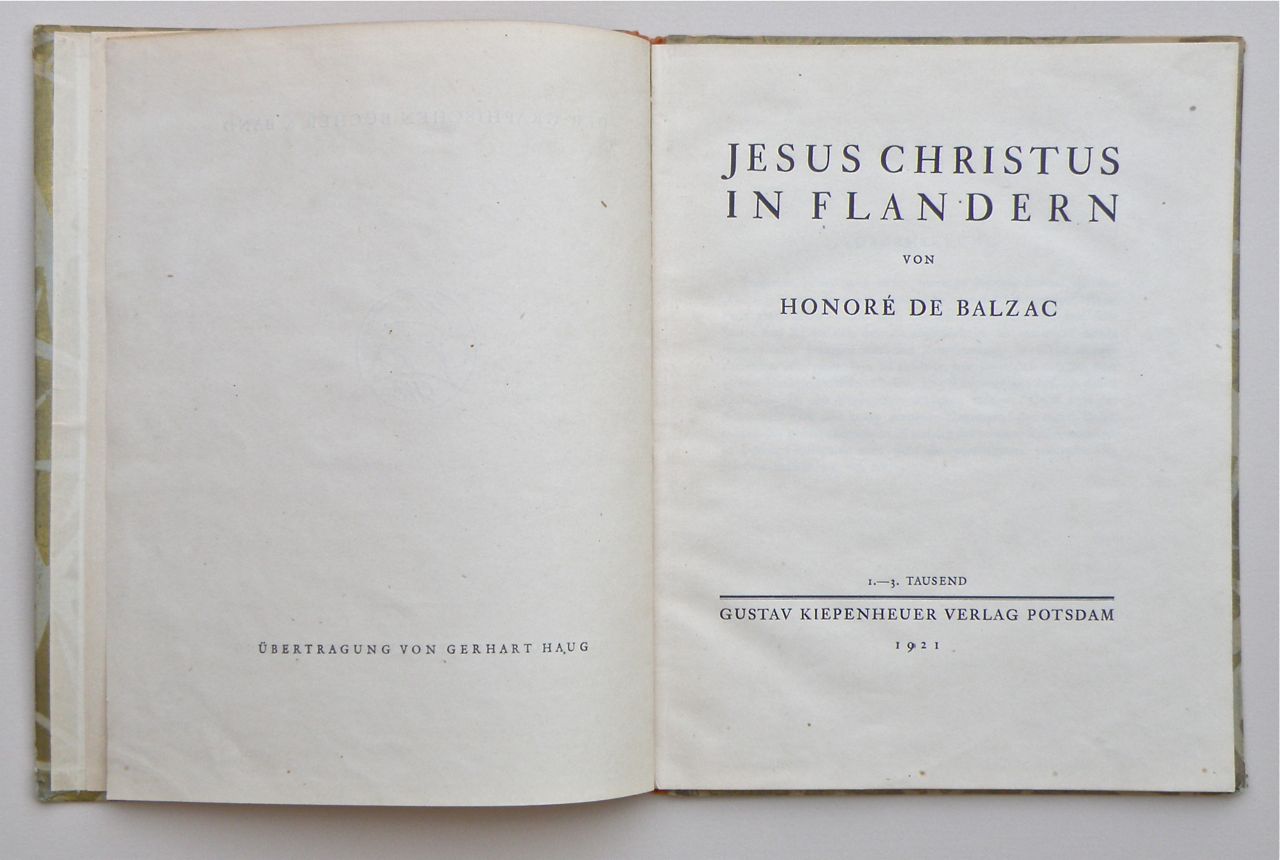 ÜBERTRAGUNG VON GERHART HAUG
JESUS CHRISTUS
IN FLANDERN
VON
HONORÉ DE BALZAC
1.—3. TAUSEND
GUSTAV KIEPENHEUER VERLAG POTSDAM
1921